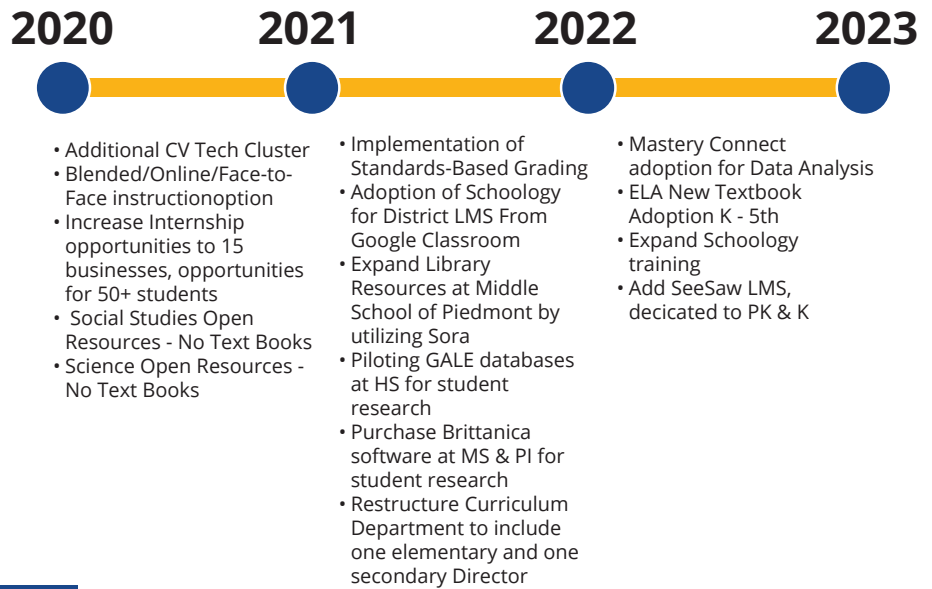 2020 2021 2022 2023
• Additional CV Tech Cluster
• Blended/Online/Face-to-
Face instructionoption
• Increase Internship
opportunities to 15
businesses, opportunities
for 50+ students
• Social Studies Open
Resources - No Text Books
• Science Open Resources -
No Text Books
• Implementation of
Standards-Based Grading
• Adoption of Schoology
for District LMS From
Google Classroom
• Expand Library
Resources at Middle
School of Piedmont by
utilizing Sora
• Piloting GALE databases
at HS for student
research
• Purchase Brittanica
software at MS & PI for
student research
• Restructure Curriculum
Department to include
one elementary and one
secondary Director
• Mastery Connect
adoption for Data Analysis
• ELA New Textbook
Adoption K - 5th
• Expand Schoology
training
• Add SeeSaw LMS,
decicated to PK & K